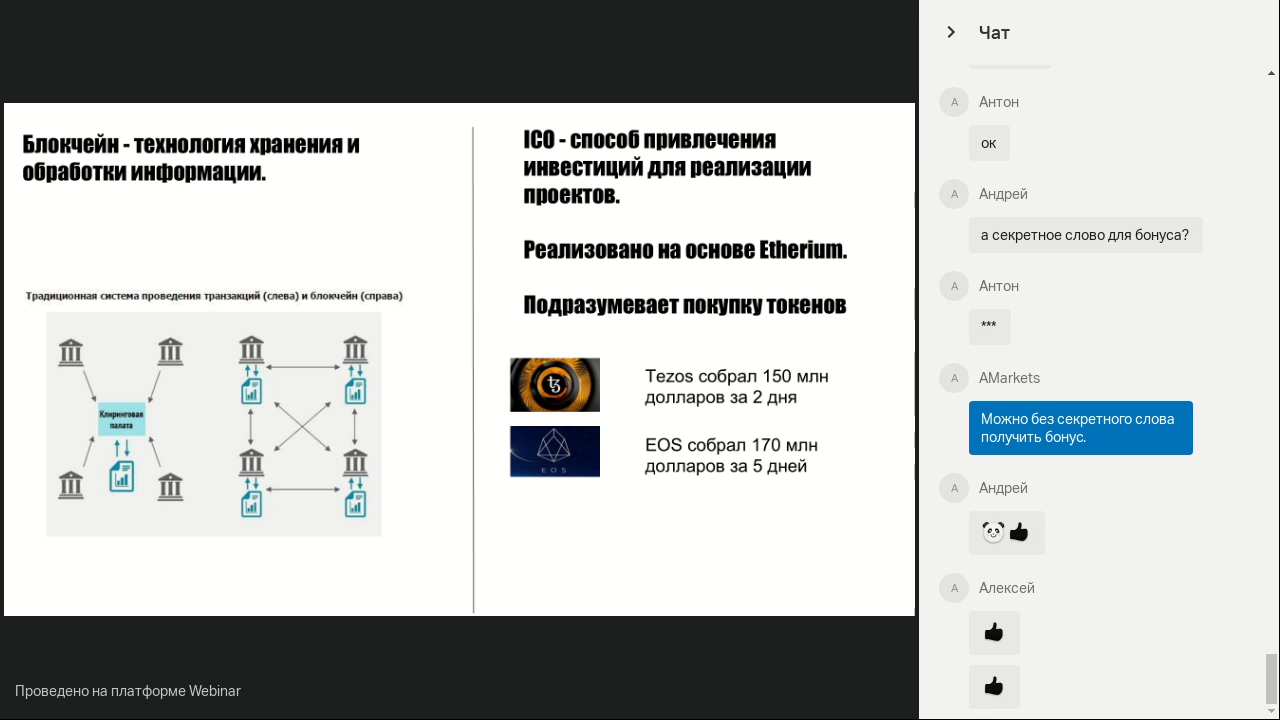 Блокчейн - технология хранения и
обработки информации.
Традиционная система проведения транзакций (слева) и блокчейн (справа)
Клиринговая
палата
ICO - способ привлечения
инвестиций для реализации
проектов.
Реализовано на основе Etherium.
Подразумевает покупку токенов
Tezos собрал 150 млн
долларов за 2 дня
EOS
EOS собрал 170 млн
долларов за 5 дней
Проведено на платформе Webinar
Чат
А
Антон
ок
А
Андрей
а секретное слово для бонуса?
А
Антон
***
A
AMarkets
Можно без секретного слова
получить бонус.
А
Андрей
А
Алексей